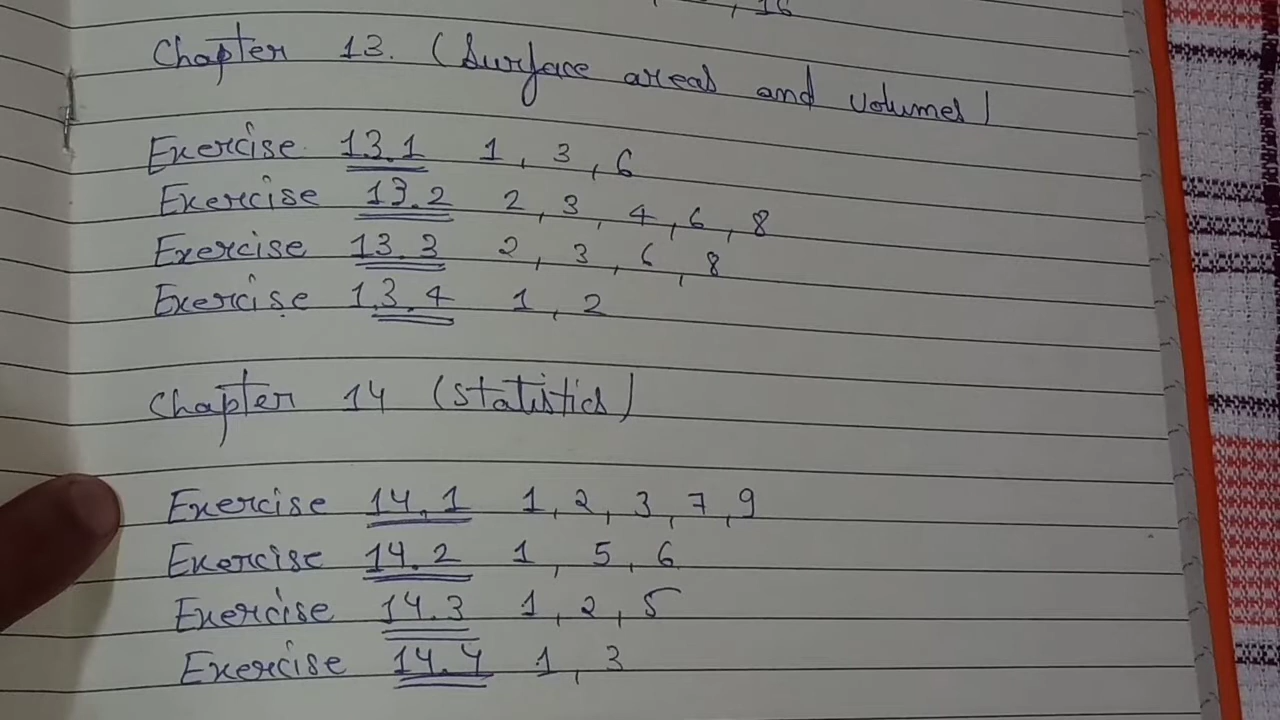 , 16
Chapter 13. (Surface areas and volumes)
Exercise 13.1 1, 3, 6
Exercise 13.2 2, 3, 4, 6, 8
Exercise 13.3 2, 3, 6, 8
Exercise 13.4 1, 2
Chapter 14 (Statistics)
Exercise 14.1 1, 2, 3, 7, 9
Exercise 14.2 1, 5, 6
Exercise 14.3 1, 2, 5
Exercise 14.4 1, 3